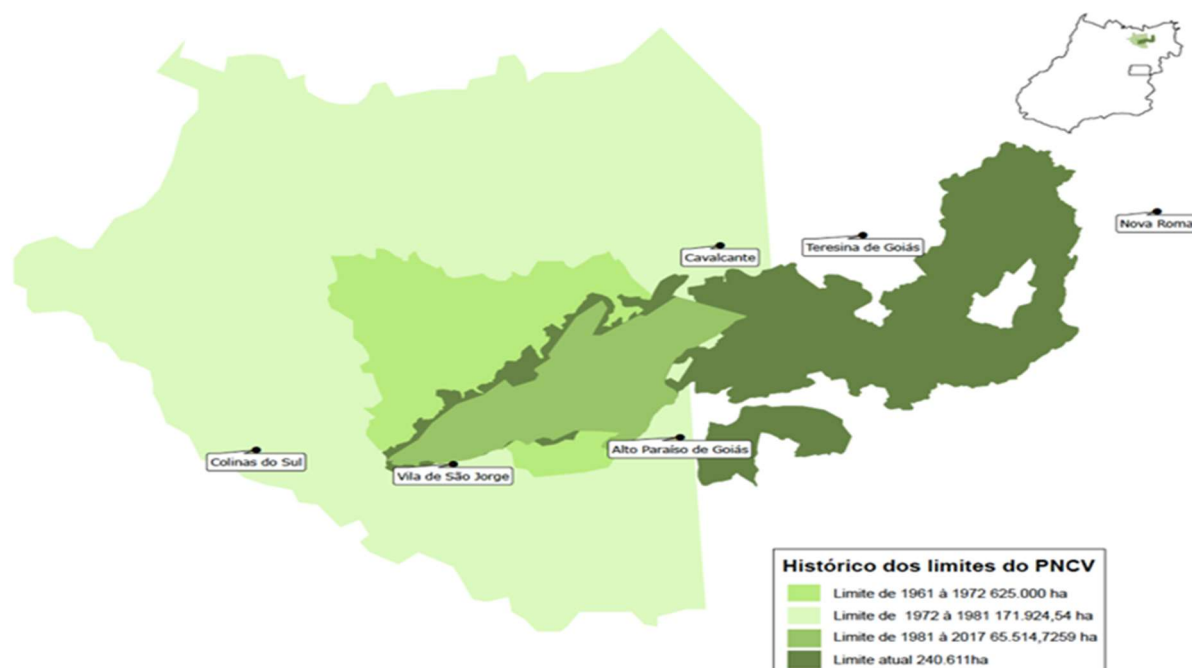 Nova Roma
Teresina de Goiás
Cavalcante
Alto Paraíso de Goiás
Colinas do Sul
Vila de São Jorge
Histórico dos limites do PNCV
Limite de 1961 à 1972 625.000 ha
Limite de 1972 à 1981 171.924,54 ha
Limite de 1981 à 2017 65.514,7259 ha
Limite atual 240.611ha